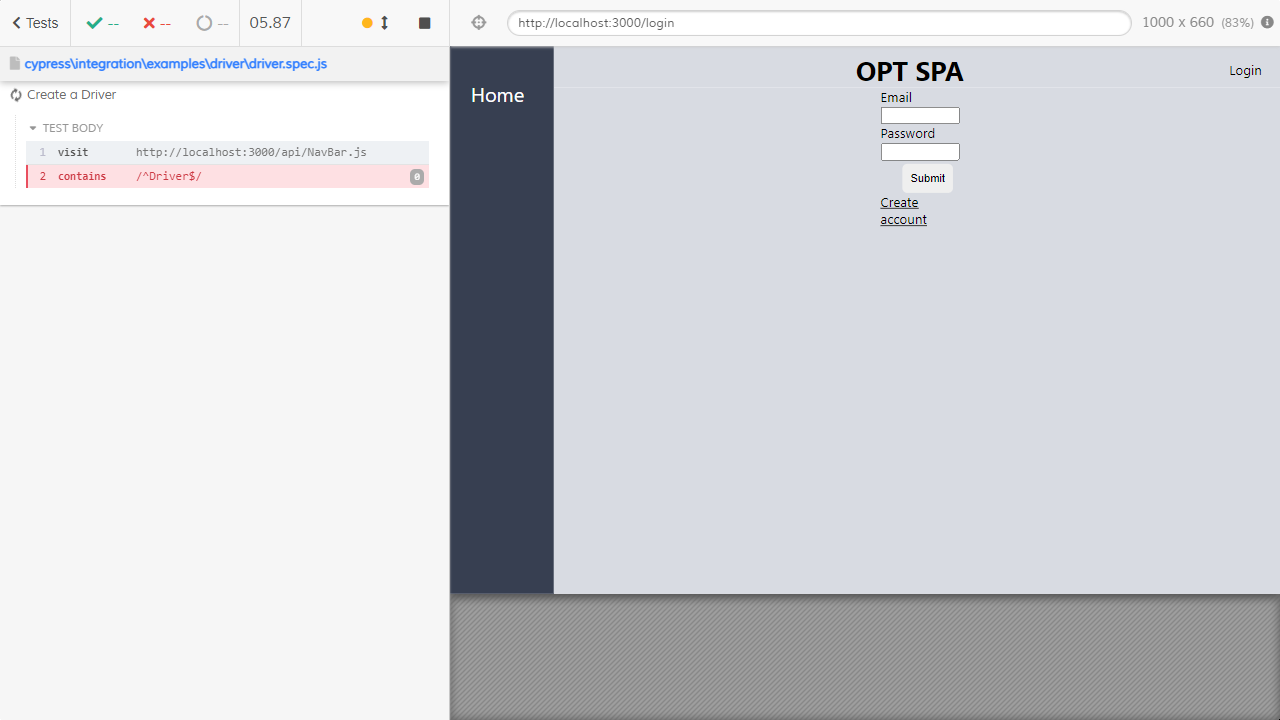 Tests -- -- -- 05.87
http://localhost:3000/login 1000 x 660 (83%)
cypress\integration\examples\driver\driver.spec.js
Create a Driver
TEST BODY
1 visit http://localhost:3000/api/NavBar.js
2 contains /^Driver$/ 0
Home
OPT SPA
Login
Email
Password
Submit
Create
account